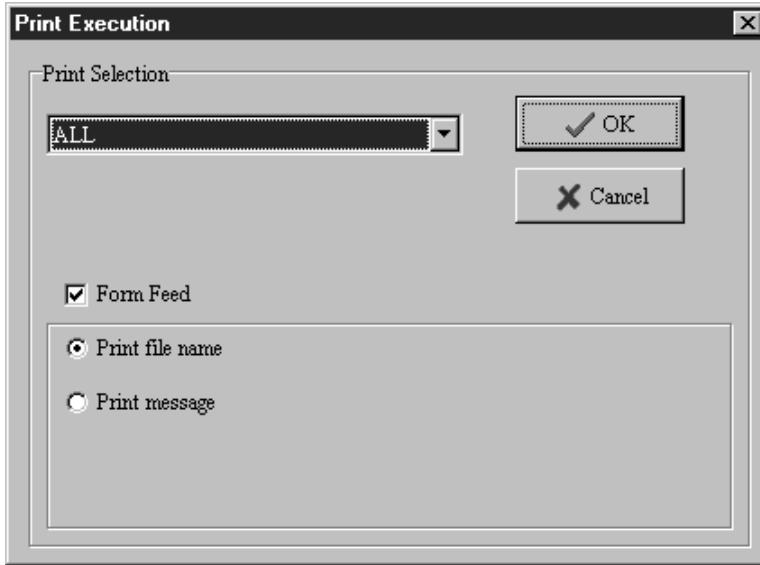 Print Execution
Print Selection
ALL
OK
Cancel
Form Feed
Print file name
Print message